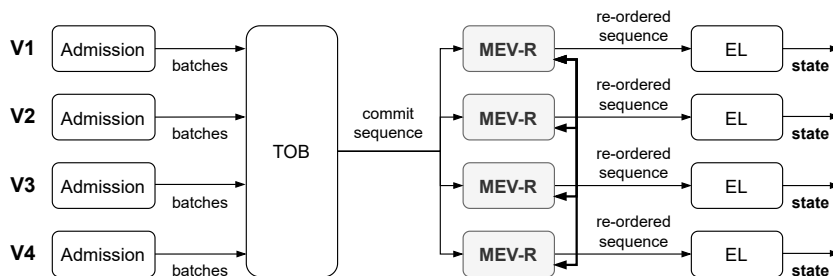 V1
Admission
batches
MEV-R
re-ordered
sequence
EL
state
V2
Admission
batches
TOB
commit
sequence
MEV-R
re-ordered
sequence
EL
state
V3
Admission
batches
MEV-R
re-ordered
sequence
EL
state
V4
Admission
batches
MEV-R
re-ordered
sequence
EL
state